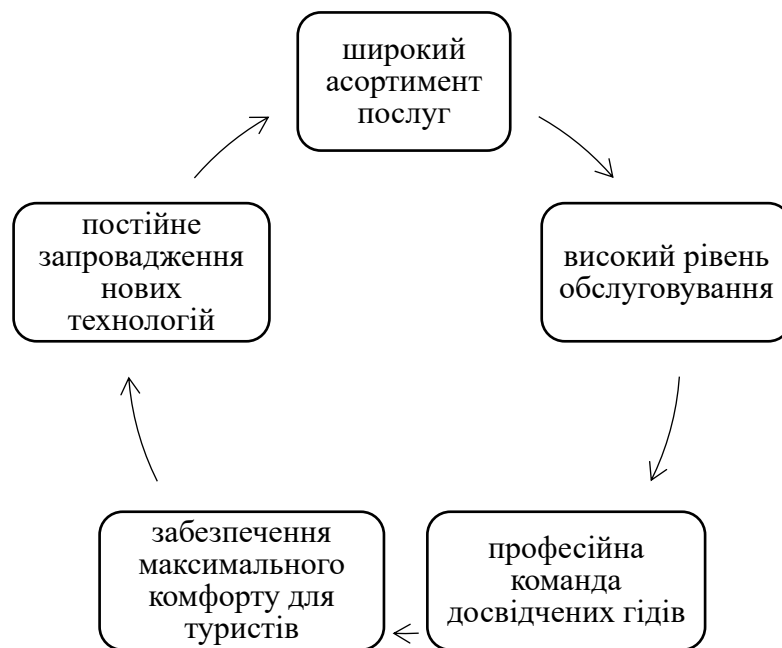 широкий
асортимент
послуг
високий рівень
обслуговування
професійна
команда
досвідчених гідів
забезпечення
максимального
комфорту для
туристів
постійне
запровадження
нових
технологій